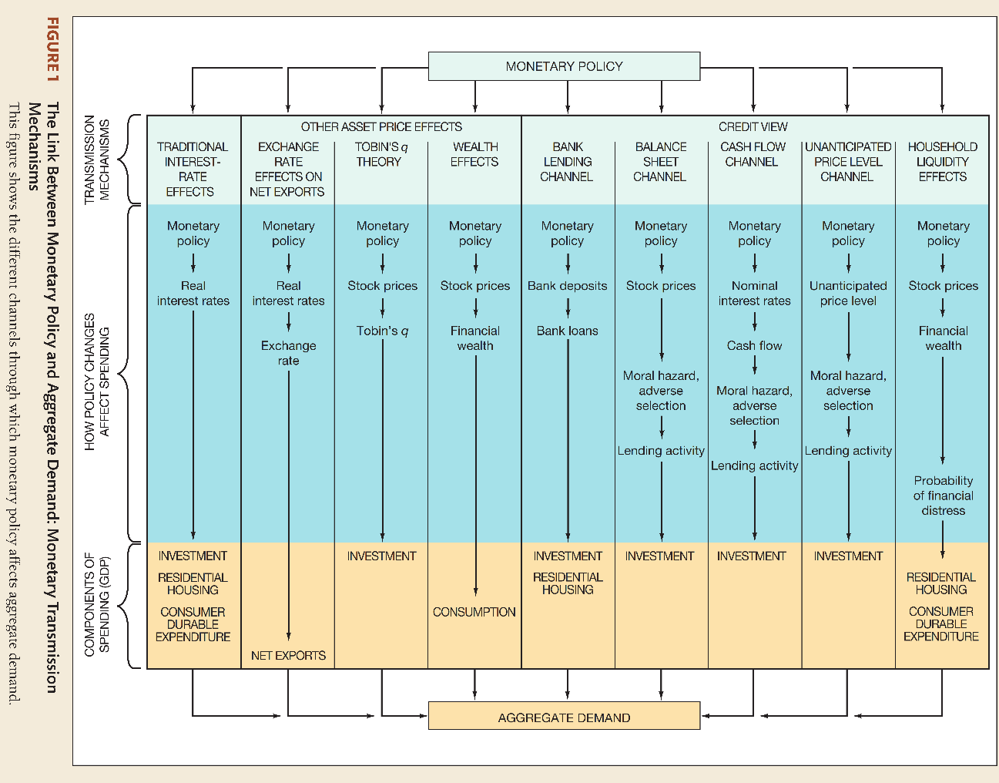 FIGURE 1
The Link Between Monetary Policy and Aggregate Demand: Monetary Transmission
Mechanisms
This figure shows the different channels through which monetary policy affects aggregate demand.
MONETARY POLICY
TRANSMISSION
MECHANISMS
OTHER ASSET PRICE EFFECTS
CREDIT VIEW
TRADITIONAL
INTEREST-
RATE
EFFECTS
EXCHANGE
RATE
EFFECTS ON
NET EXPORTS
TOBIN'S q
THEORY
WEALTH
EFFECTS
BANK
LENDING
CHANNEL
BALANCE
SHEET
CHANNEL
CASH FLOW
CHANNEL
UNANTICIPATED
PRICE LEVEL
CHANNEL
HOUSEHOLD
LIQUIDITY
EFFECTS
HOW POLICY CHANGES
AFFECT SPENDING
Monetary
policy
Real
interest rates
Monetary
policy
Real
interest rates
Exchange
rate
Monetary
policy
Stock prices
Tobin's q
Monetary
policy
Stock prices
Financial
wealth
Monetary
policy
Bank deposits
Bank loans
Monetary
policy
Stock prices
Moral hazard,
adverse
selection
Lending activity
Monetary
policy
Nominal
interest rates
Cash flow
Moral hazard,
adverse
selection
Lending activity
Monetary
policy
Unanticipated
price level
Moral hazard,
adverse
selection
Lending activity
Monetary
policy
Stock prices
Financial
wealth
Probability
of financial
distress
COMPONENTS OF
SPENDING (GDP)
INVESTMENT
RESIDENTIAL
HOUSING
CONSUMER
DURABLE
EXPENDITURE
NET EXPORTS
INVESTMENT
CONSUMPTION
INVESTMENT
RESIDENTIAL
HOUSING
INVESTMENT
INVESTMENT
INVESTMENT
RESIDENTIAL
HOUSING
CONSUMER
DURABLE
EXPENDITURE
AGGREGATE DEMAND